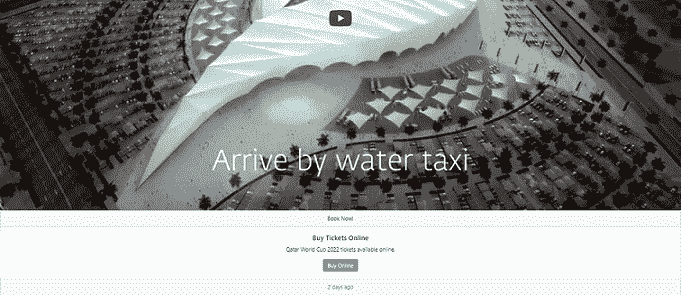 Arrive by water taxi
Book Now!
Buy Tickets Online
Qatar World Cup 2022 tickets available online.
Buy Online
2 days ago